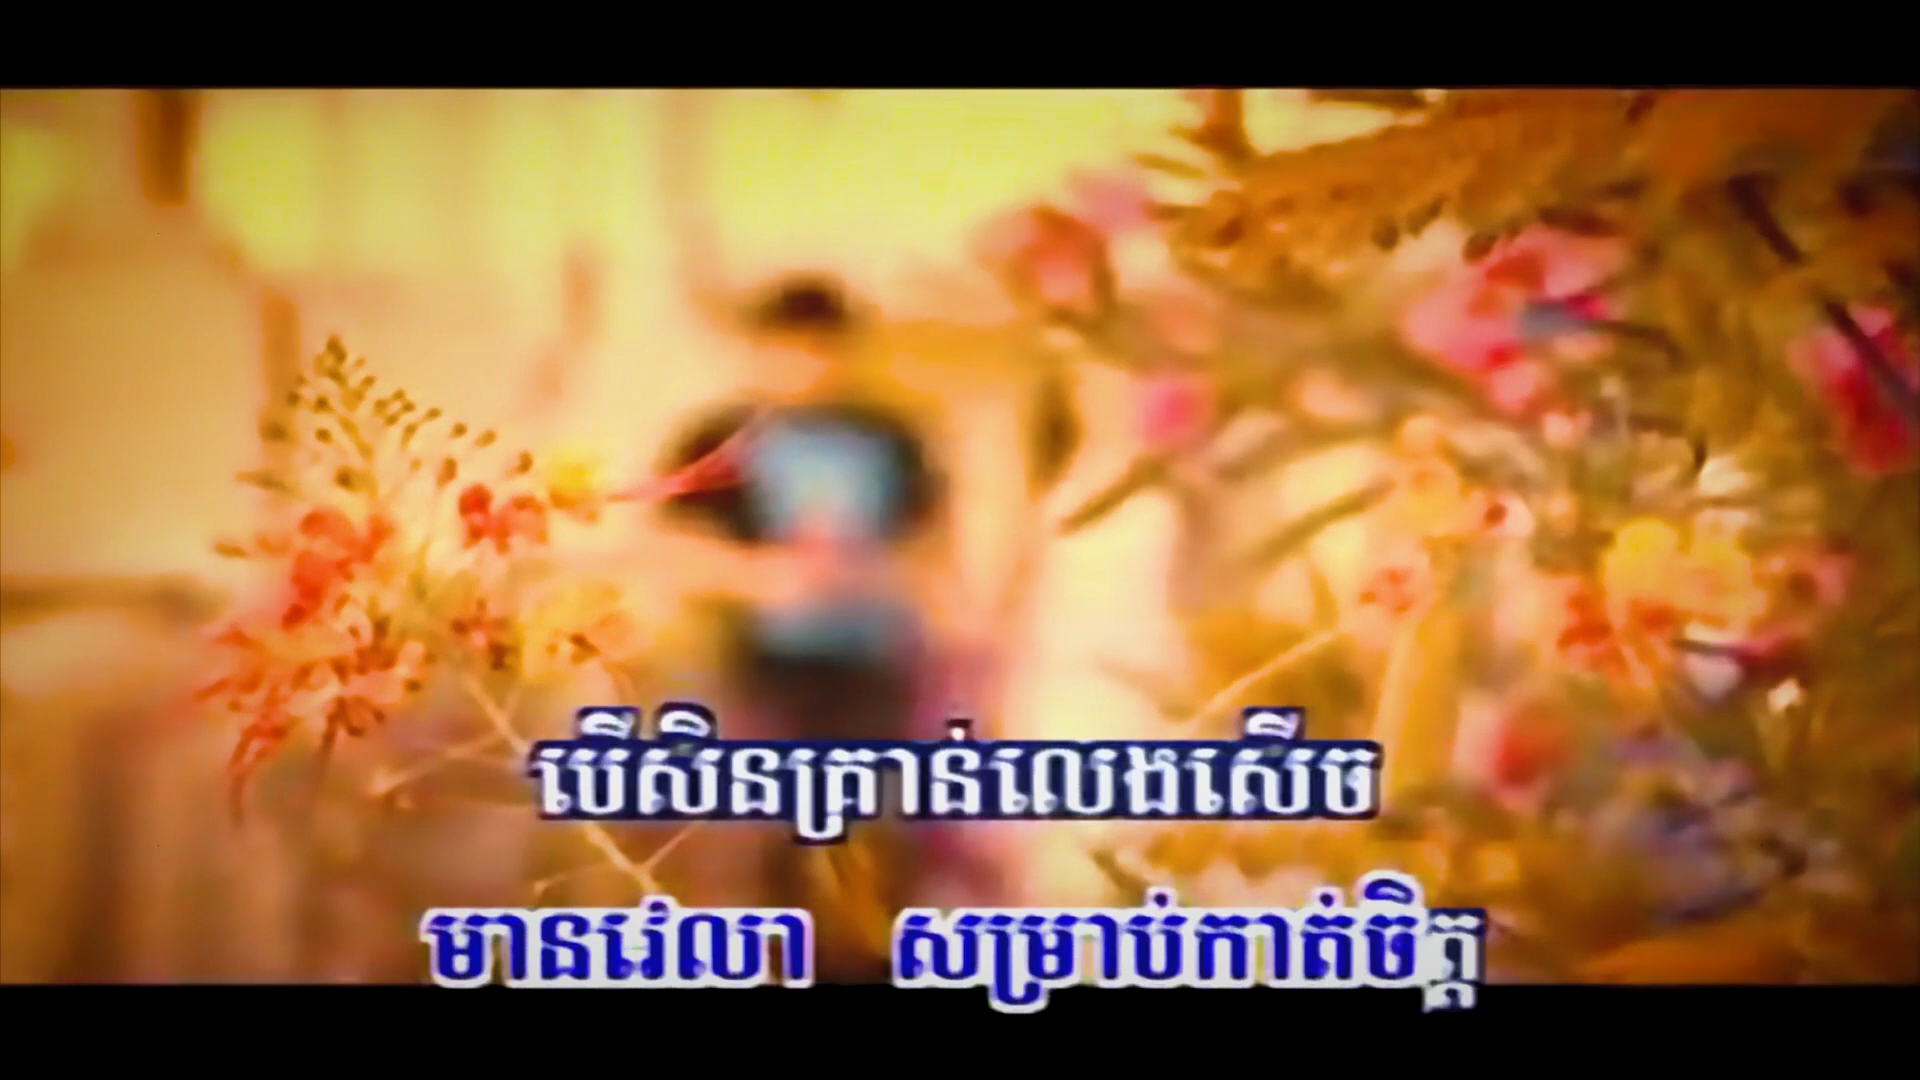 បើសិនគ្រាន់លេងសើច
មានវេលា សម្រាប់កាត់ចិត្ត